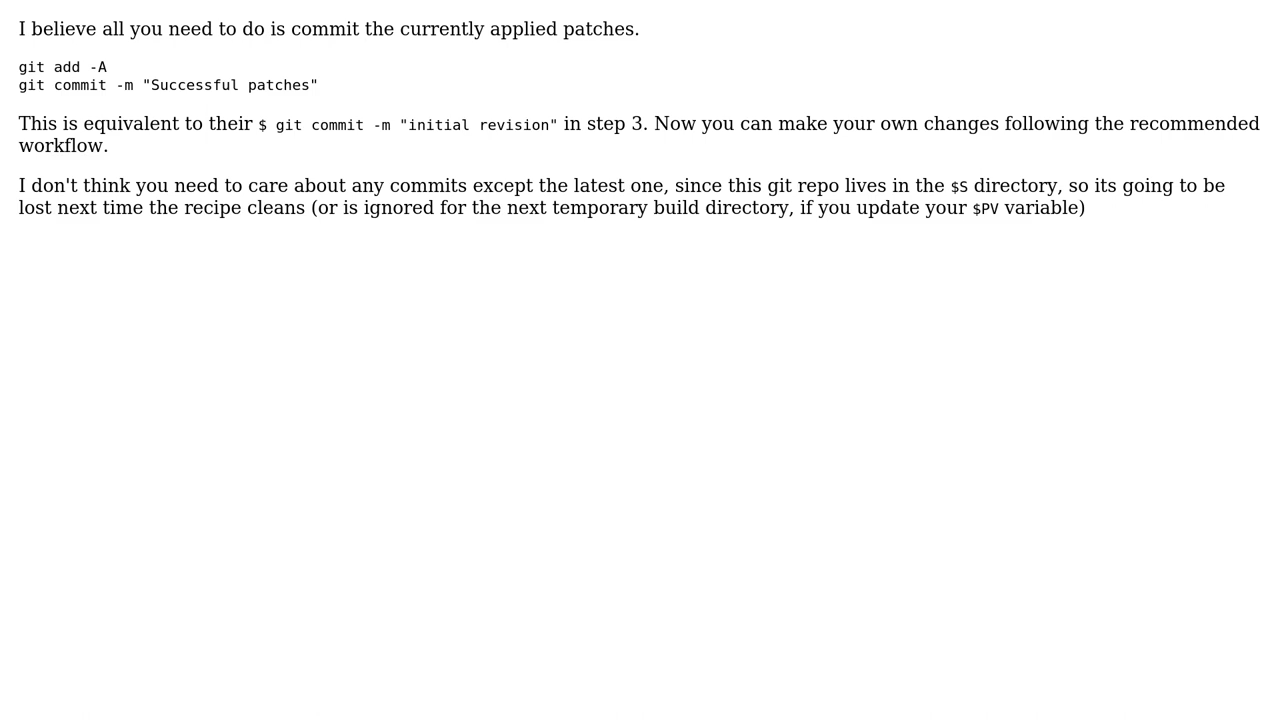 I believe all you need to do is commit the currently applied patches.
git add -A
git commit -m "Successful patches"
This is equivalent to their $ git commit -m "initial revision" in step 3. Now you can make your own changes following the recommended
workflow.
I don't think you need to care about any commits except the latest one, since this git repo lives in the $S directory, so its going to be
lost next time the recipe cleans (or is ignored for the next temporary build directory, if you update your $PV variable)